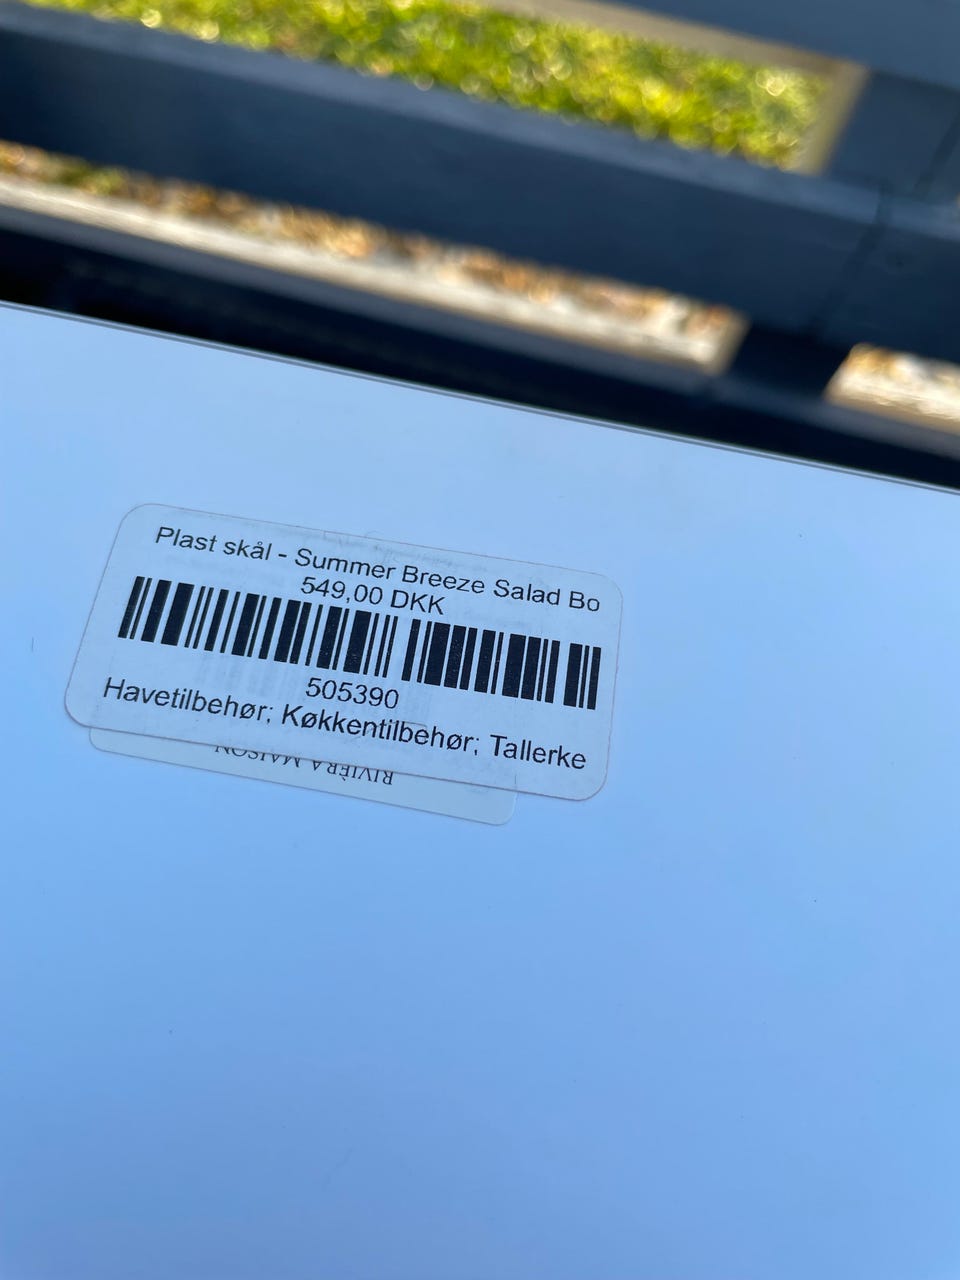 Plast skål - Summer Breeze Salad Bo
549,00 DKK
505390
Havetilbehør; Køkkentilbehør; Tallerke
RIVIÈRA MAISON